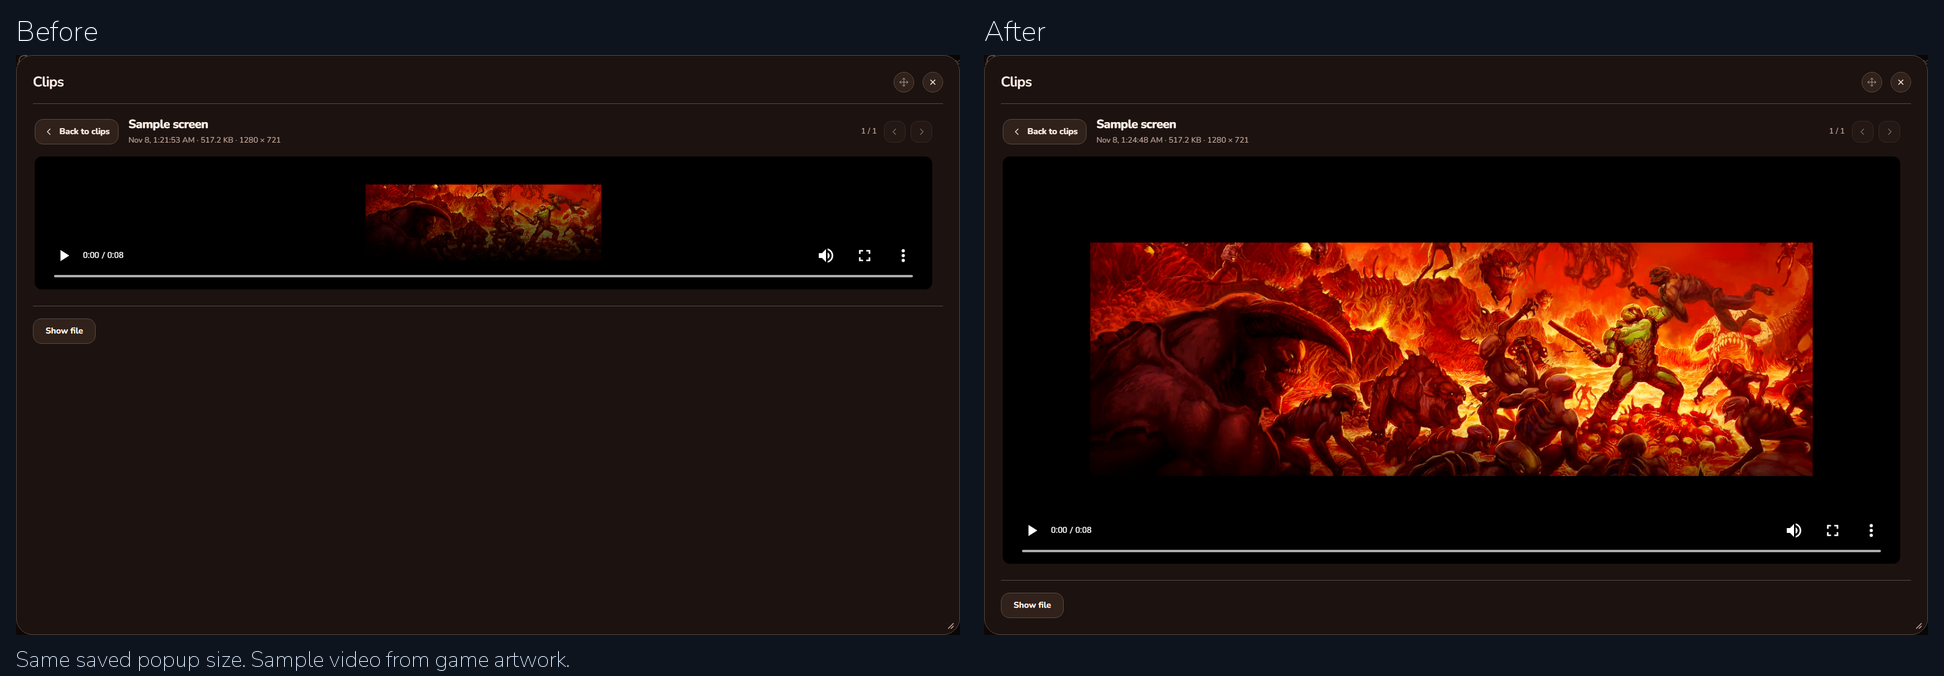 Before
Clips
Back to clips
Sample screen
Nov 8, 1:21:53 AM · 517.2 KB · 1280 × 721
1 / 1
0:00 / 0:08
Show file
After
Clips
Back to clips
Sample screen
Nov 8, 1:24:48 AM · 517.2 KB · 1280 × 721
1 / 1
0:00 / 0:08
Show file
Same saved popup size. Sample video from game artwork.